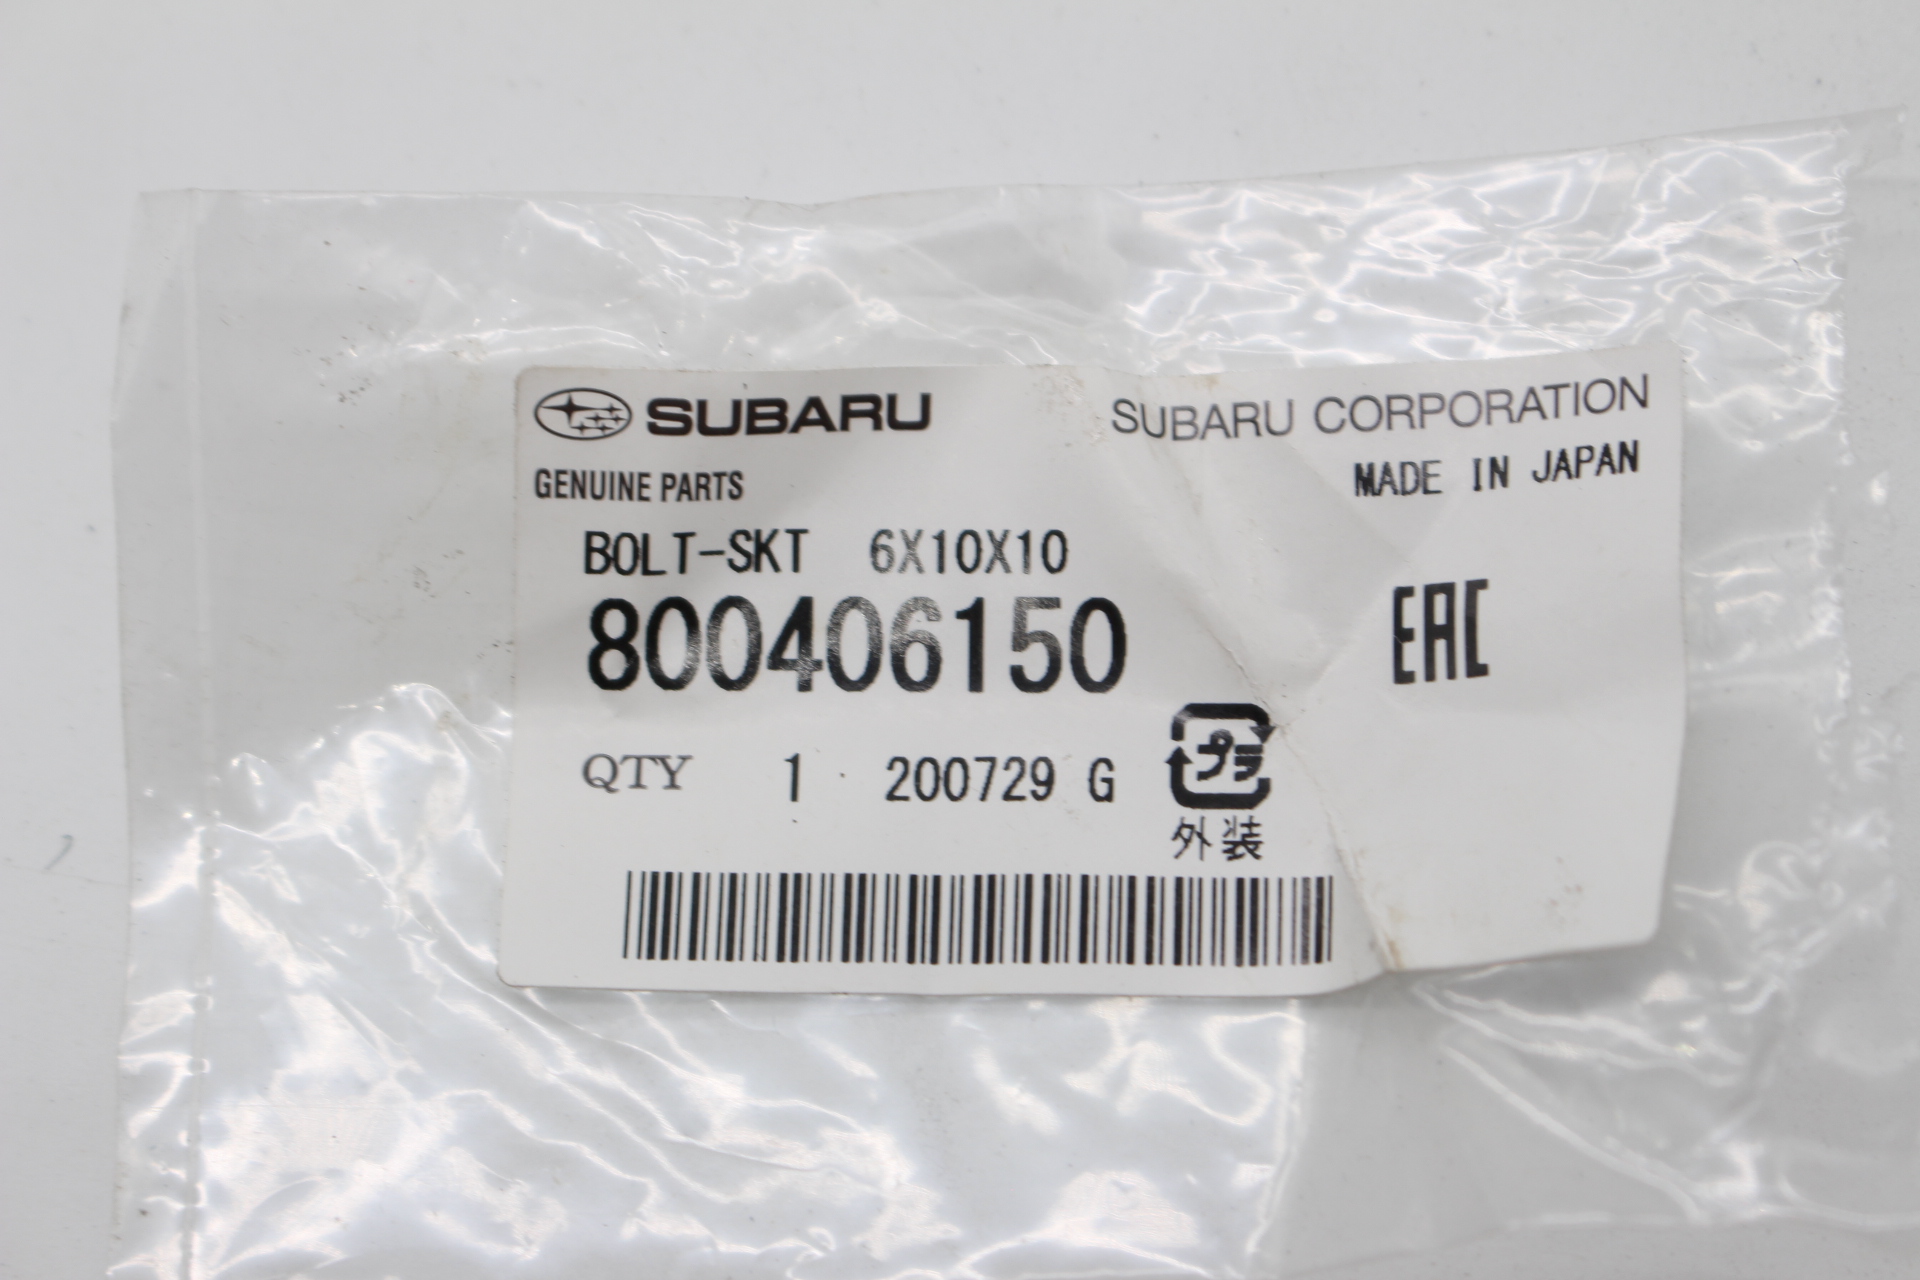 SUBARU
SUBARU CORPORATION
GENUINE PARTS
MADE IN JAPAN
BOLT-SKT 6X10X10
800406150
EAC
QTY 1 200729 G
プラ
外装